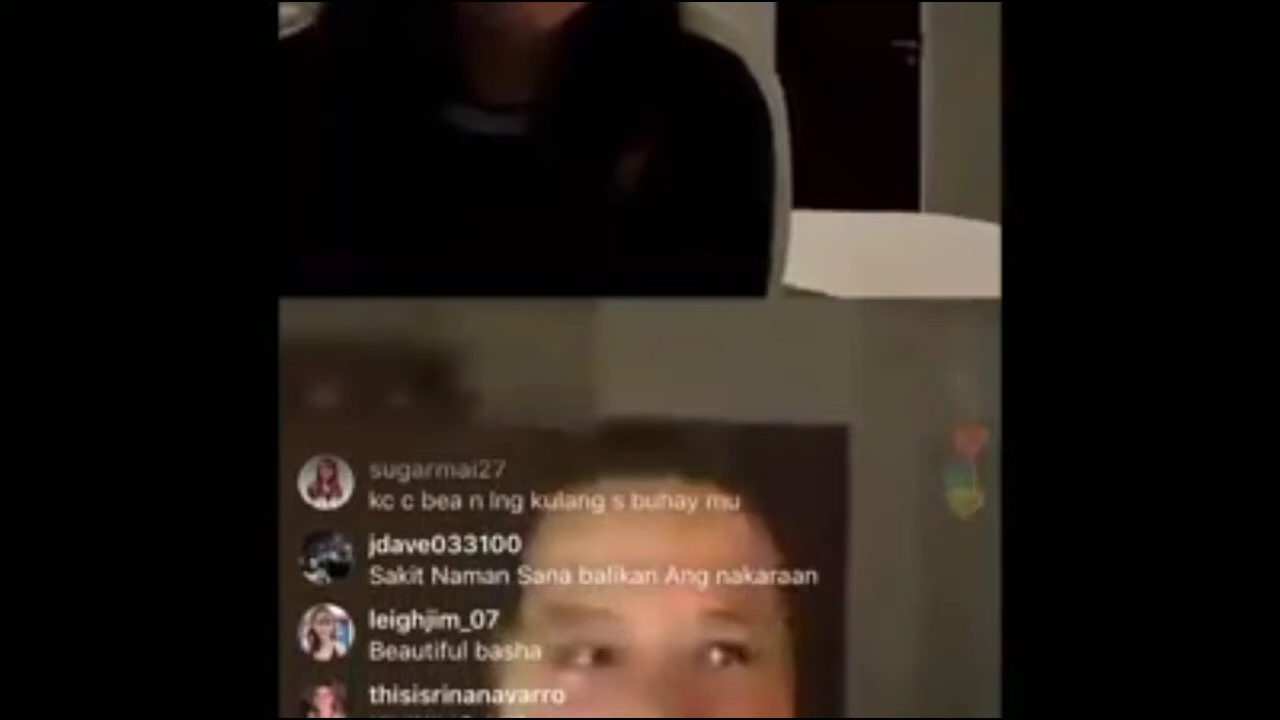 sugarmai27
kc c bea n lng kulang s buhay mu
jdave033100
Sakit Naman Sana balikan Ang nakaraan
leighjim_07
Beautiful basha
thisisrinanavarro